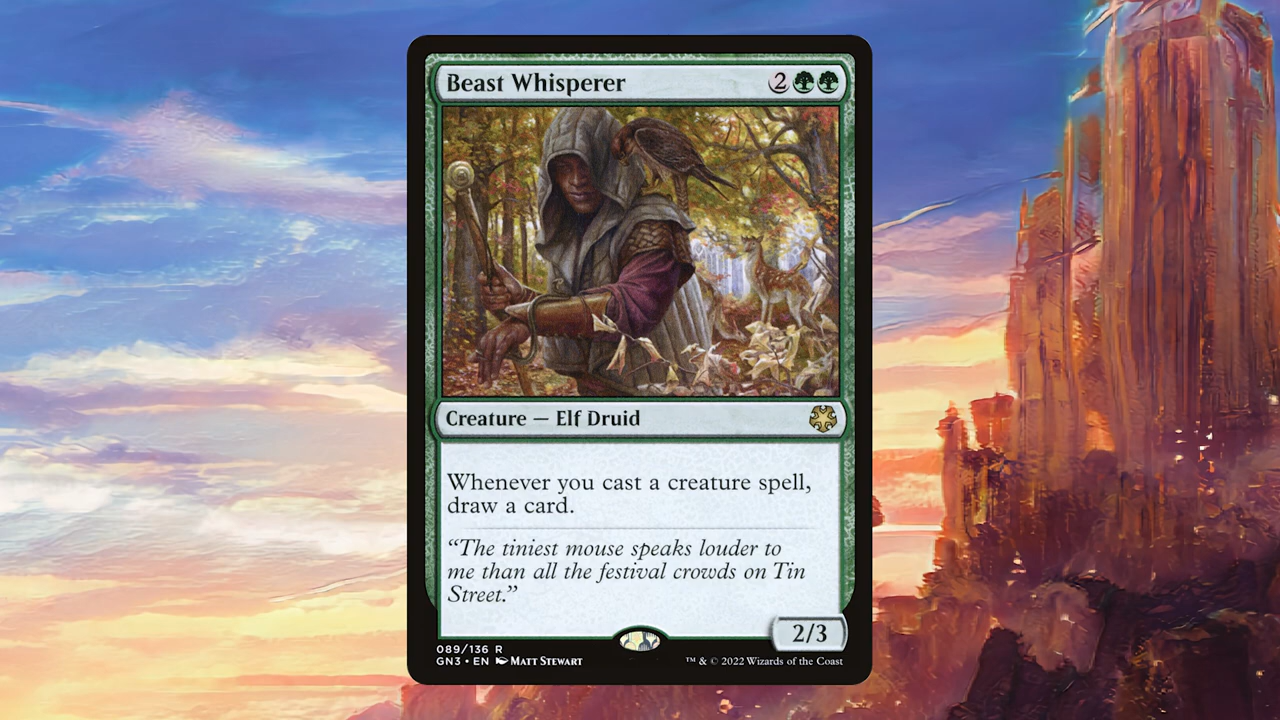 Beast Whisperer 2
Creature — Elf Druid
Whenever you cast a creature spell,
draw a card.
“The tiniest mouse speaks louder to
me than all the festival crowds on Tin
Street.”
2/3
089/136 R
GN3 • EN Matt Stewart
™ & © 2022 Wizards of the Coast